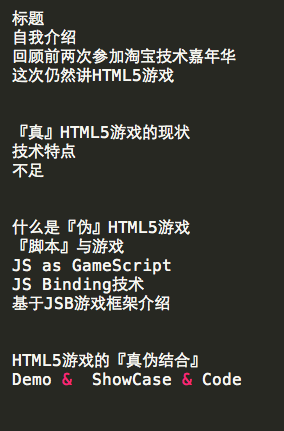 标题
自我介绍
回顾前两次参加淘宝技术嘉年华
这次仍然讲HTML5游戏
『真』HTML5游戏的现状
技术特点
不足
什么是『伪』HTML5游戏
『脚本』与游戏
JS as GameScript
JS Binding技术
基于JSB游戏框架介绍
HTML5游戏的『真伪结合』
Demo & ShowCase & Code